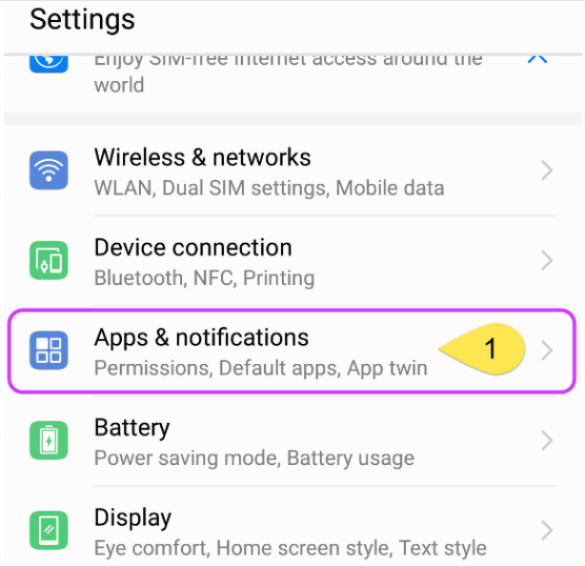 Settings
Enjoy SIM-free Internet access around the
world
Wireless & networks
WLAN, Dual SIM settings, Mobile data
Device connection
Bluetooth, NFC, Printing
Apps & notifications
1
Permissions, Default apps, App twin
Battery
Power saving mode, Battery usage
Display
Eye comfort, Home screen style, Text style